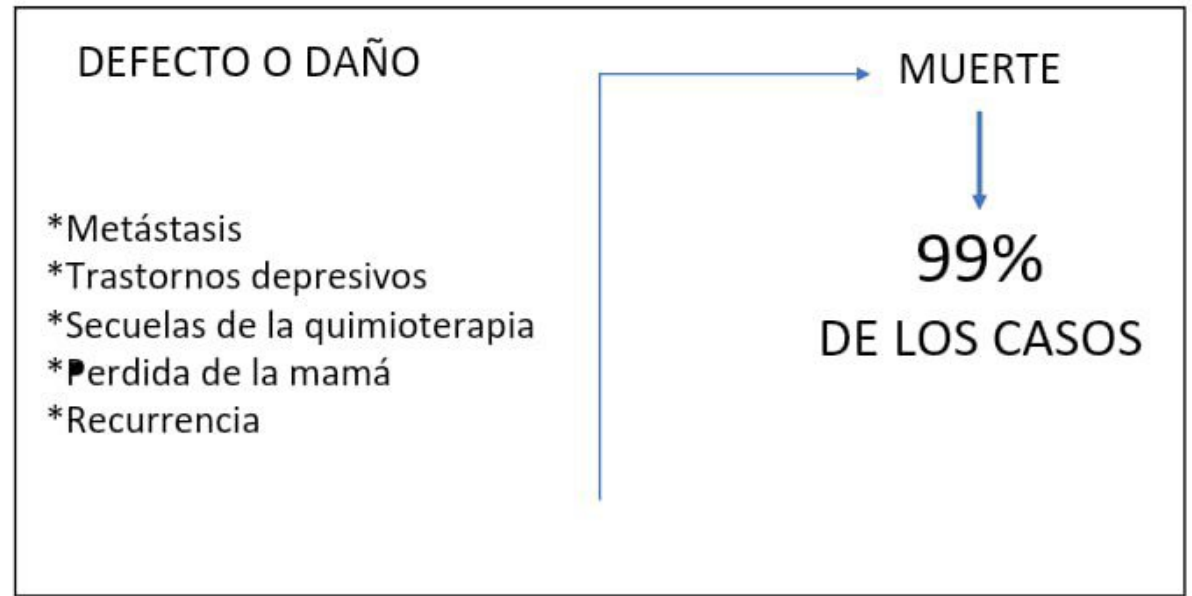 DEFECTO O DAÑO
*Metástasis
*Trastornos depresivos
*Secuelas de la quimioterapia
*Perdida de la mamá
*Recurrencia
MUERTE
99%
DE LOS CASOS